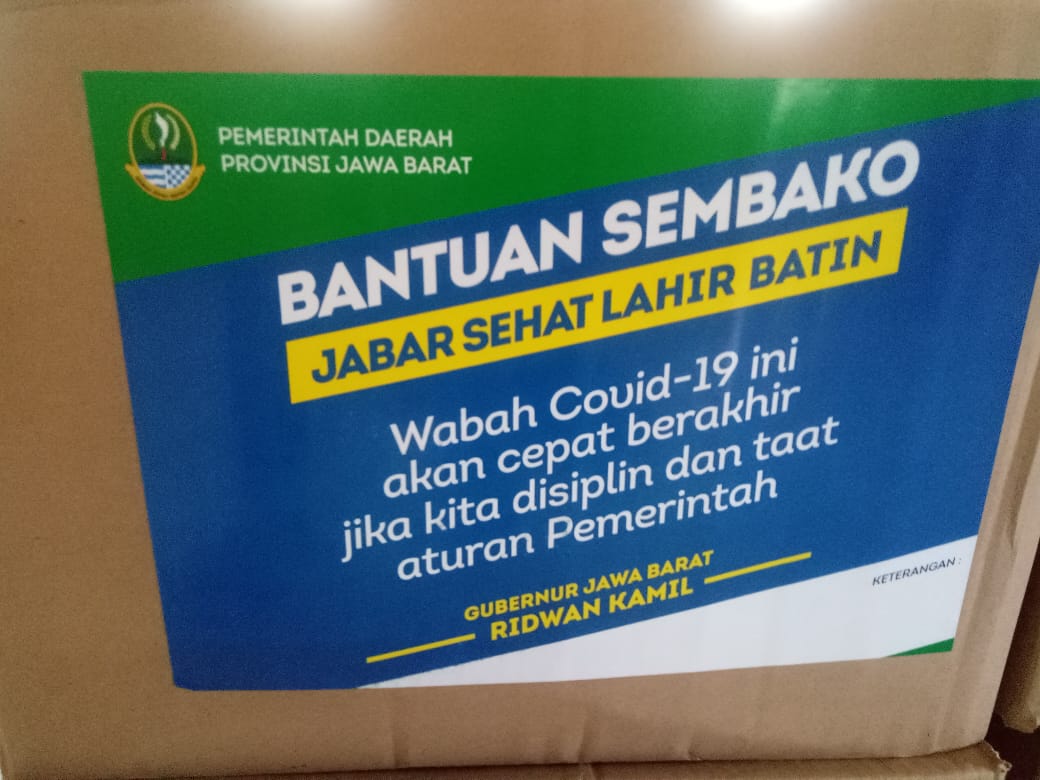 PEMERINTAH DAERAH
PROVINSI JAWA BARAT
BANTUAN SEMBAKO
JABAR SEHAT LAHIR BATIN
Wabah Covid-19 ini
akan cepat berakhir
jika kita disiplin dan taat
aturan Pemerintah
GUBERNUR JAWA BARAT
RIDWAN KAMIL
KETERANGAN :